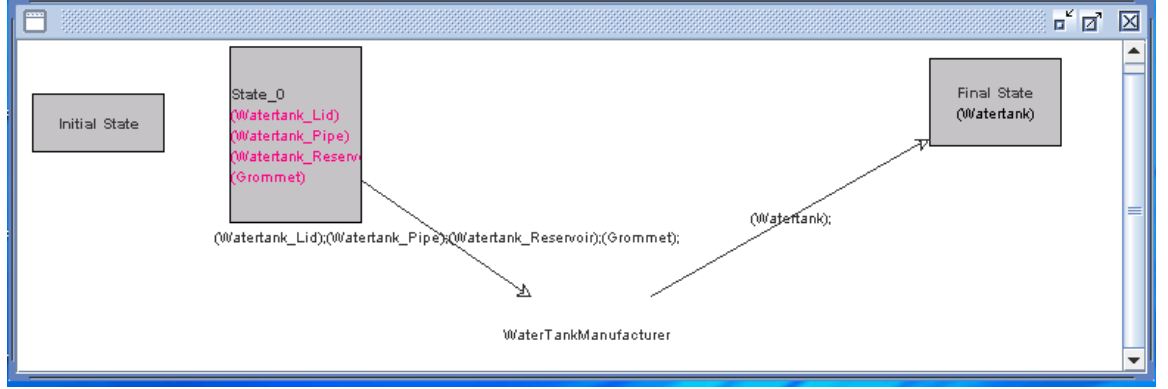 Initial State
State_0
(Watertank_Lid)
(Watertank_Pipe)
(Watertank_Reserv
(Grommet)
Final State
(Watertank)
(Watertank);
(Watertank_Lid);(Watertank_Pipe);(Watertank_Reservoir);(Grommet);
WaterTankManufacturer